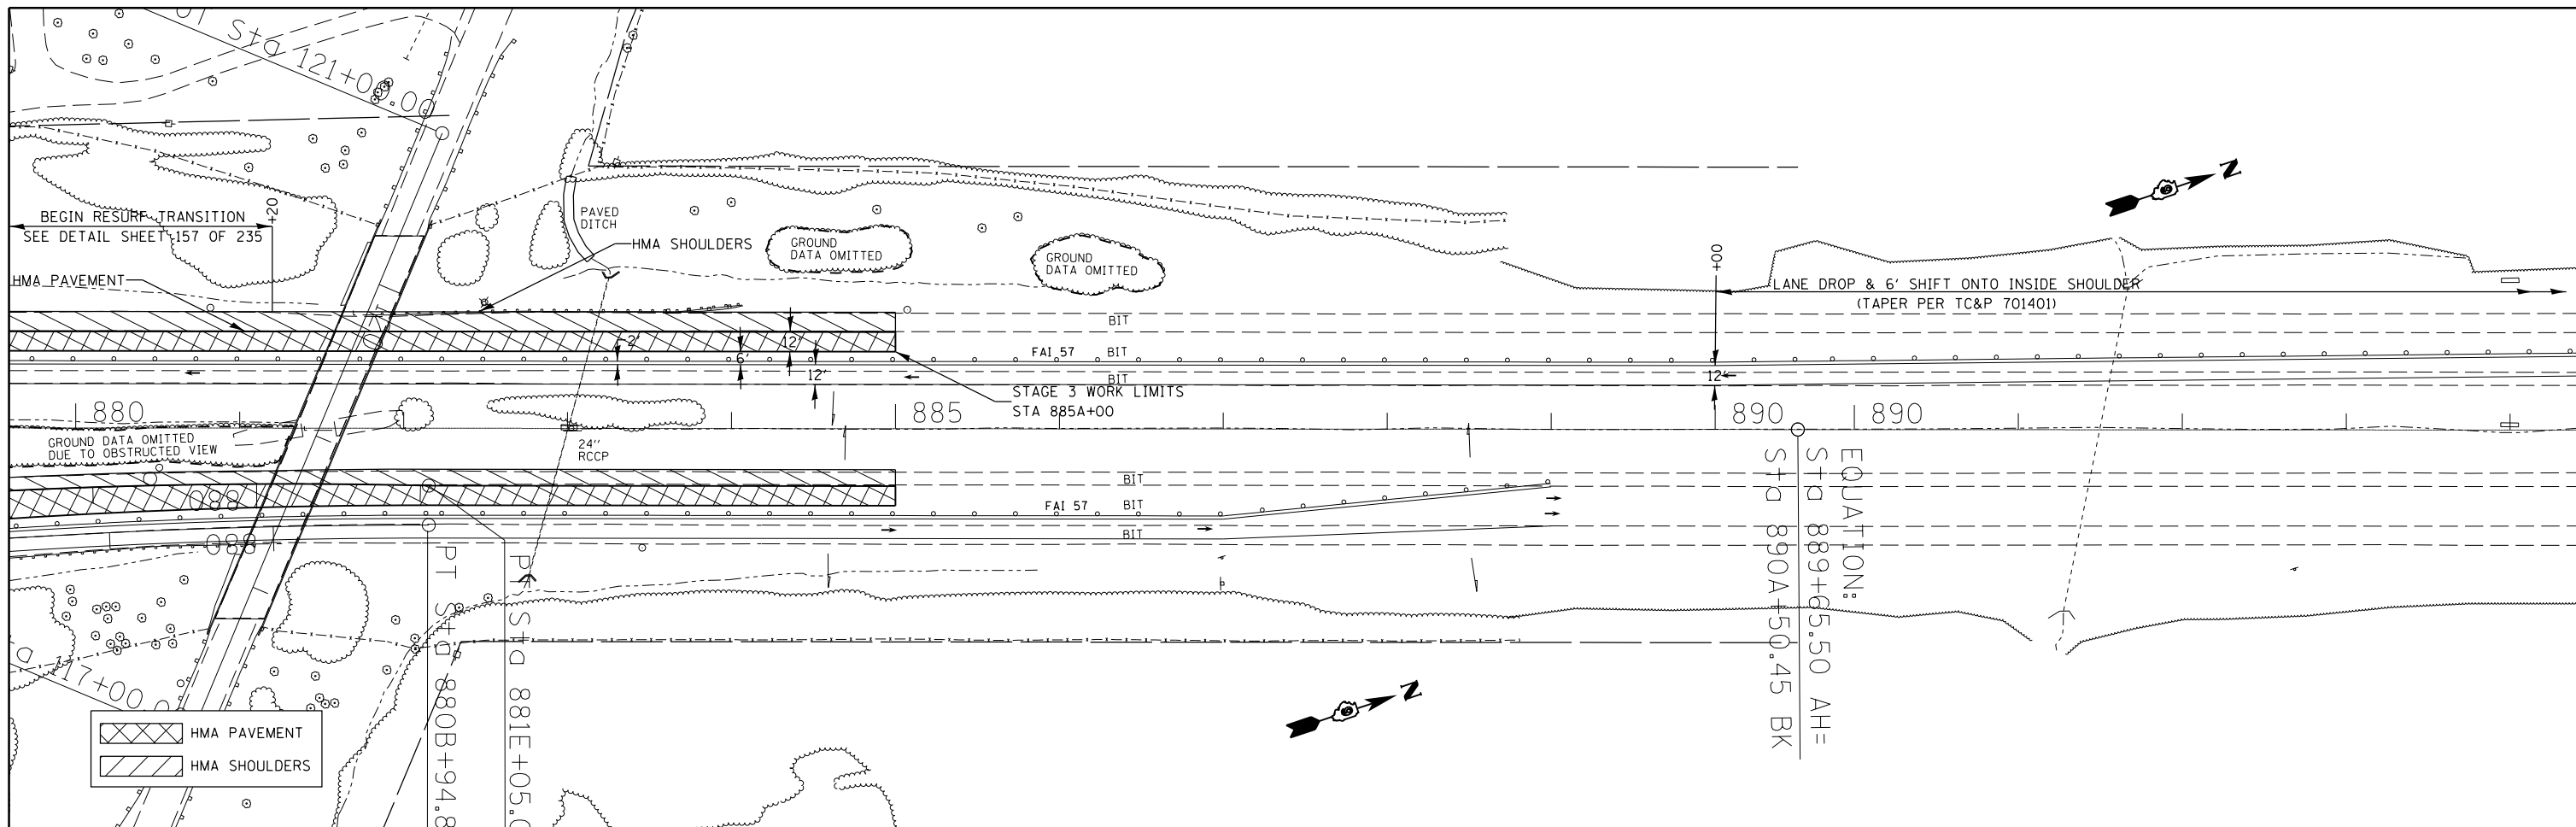 Sta 121+00.00
BEGIN RESURF TRANSITION
SEE DETAIL SHEET 157 OF 235
+20
HMA PAVEMENT
PAVED
DITCH
HMA SHOULDERS
GROUND
DATA OMITTED
GROUND
DATA OMITTED
+00
LANE DROP & 6' SHIFT ONTO INSIDE SHOULDER
(TAPER PER TC&P 701401)
N
BIT
2'
6'
12'
12'
FAI 57
BIT
BIT
12'
STAGE 3 WORK LIMITS
STA 885A+00
880
885
890
890
GROUND DATA OMITTED
DUE TO OBSTRUCTED VIEW
24"
RCCP
BIT
880
FAI 57
BIT
BIT
880
EQUATION:
Sta 889+65.50 AH=
Sta 890A+50.45 BK
PT Sta 880B+94.8
Sta 881E+05.0
117+00
N
HMA PAVEMENT
HMA SHOULDERS